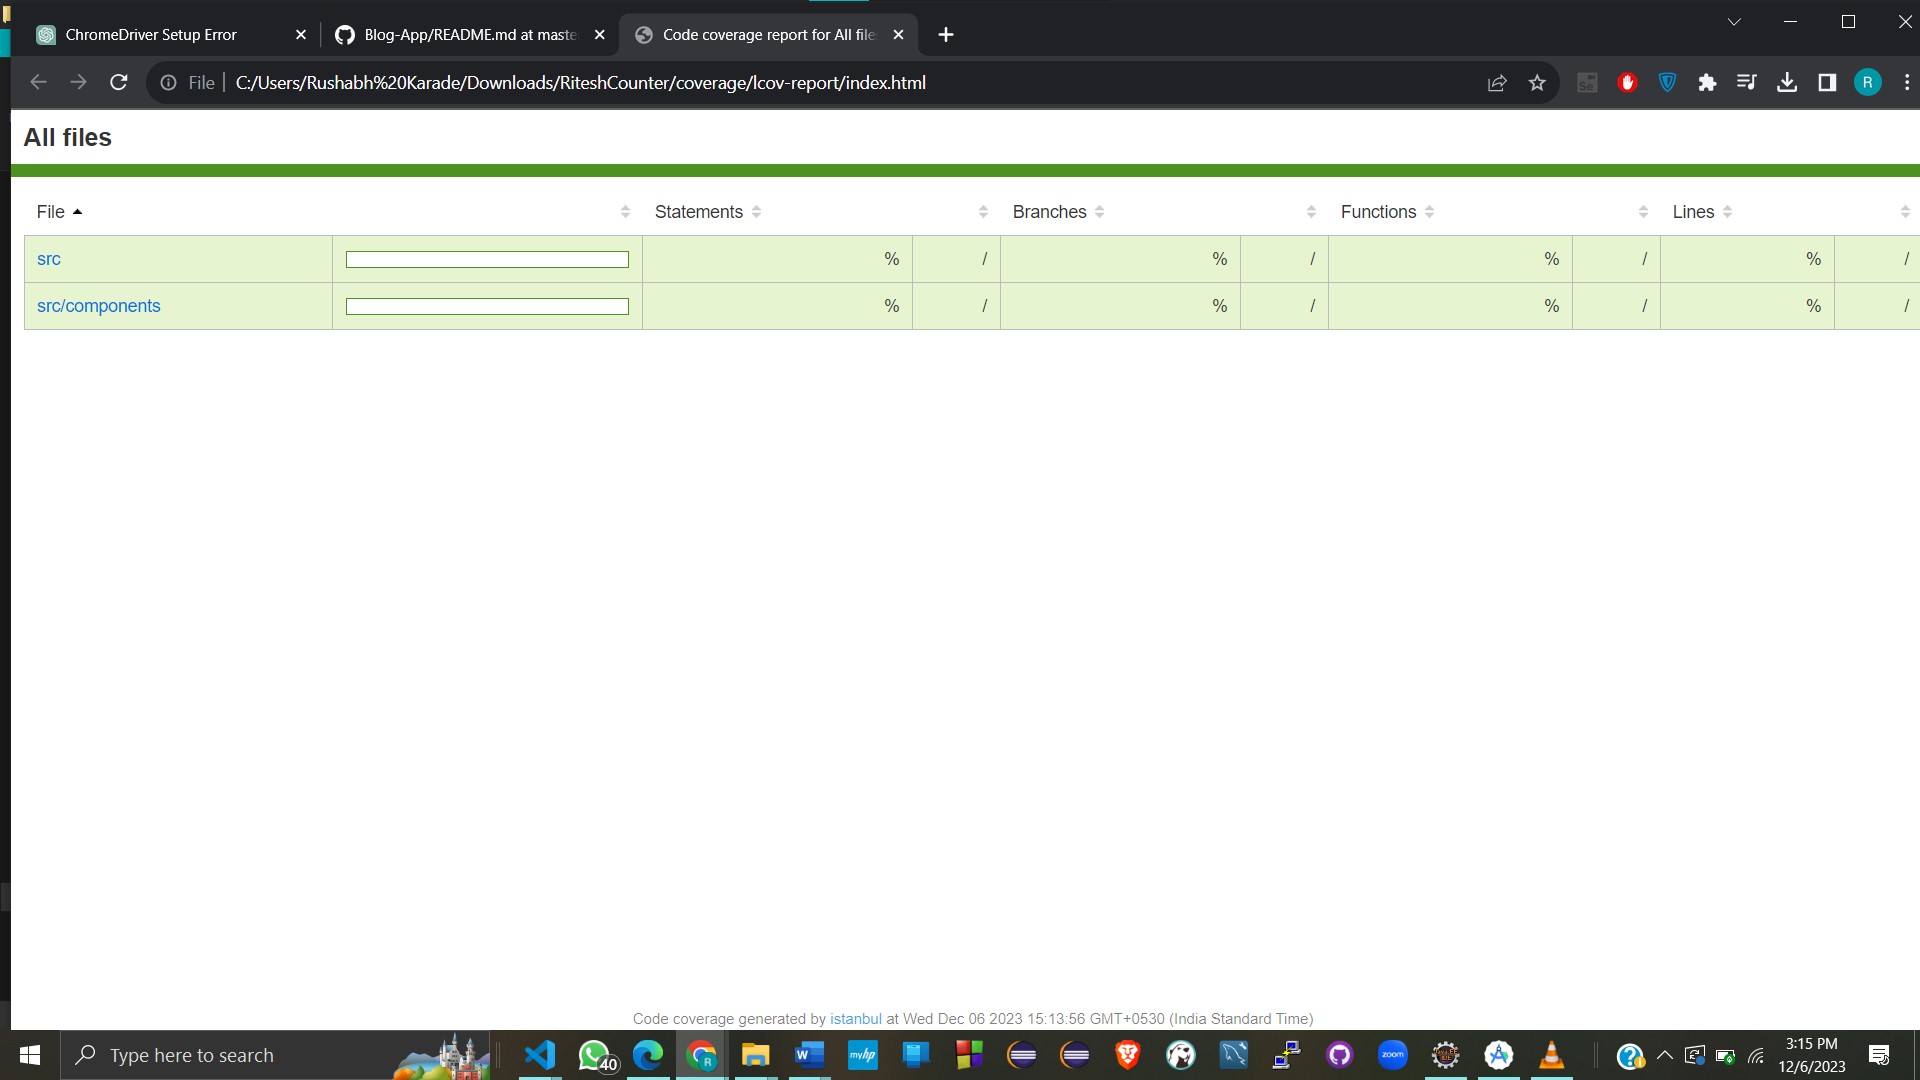 ChromeDriver Setup Error
Blog-App/README.md at maste
Code coverage report for All file
File
C:/Users/Rushabh%20Karade/Downloads/RiteshCounter/coverage/lcov-report/index.html
Se
R
All files
File Statements Branches Functions Lines
src % / % / % / % /
src/components % / % / % / % /
Code coverage generated by istanbul at Wed Dec 06 2023 15:13:56 GMT+0530 (India Standard Time)
Type here to search
40
R
W
myhp
zoom
3:15 PM
12/6/2023